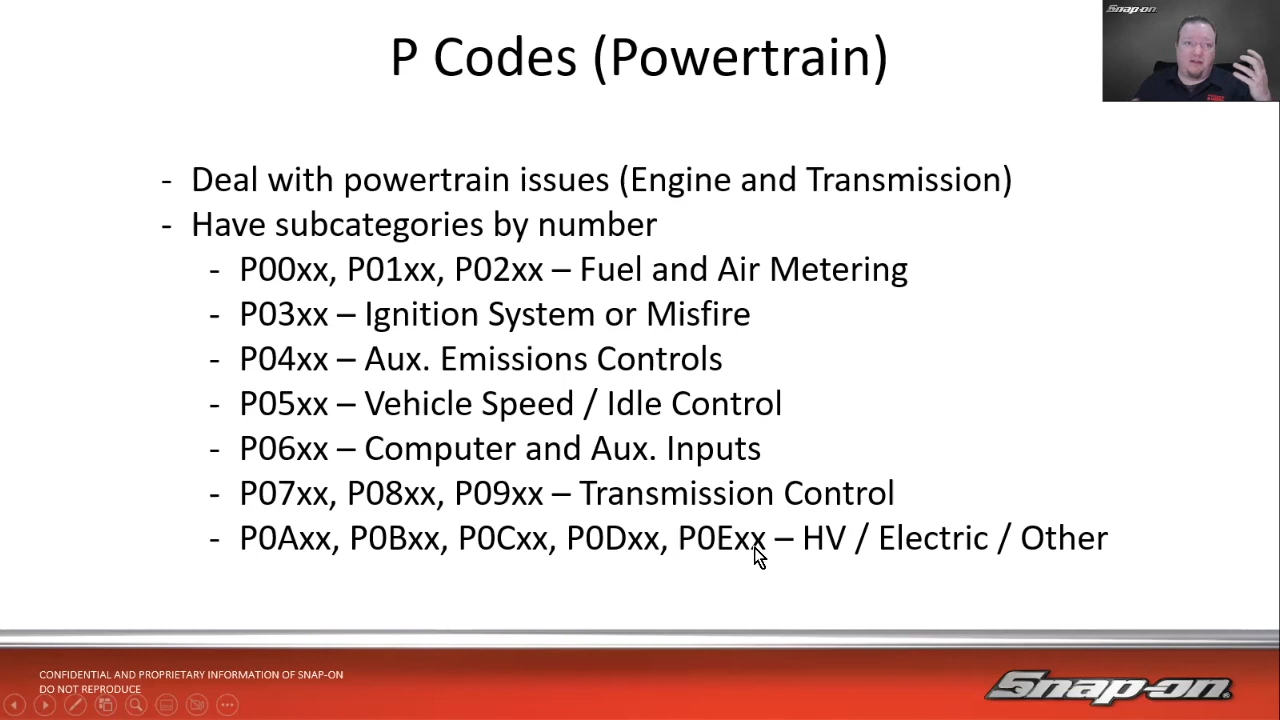 P Codes (Powertrain)
Snap-on
- Deal with powertrain issues (Engine and Transmission)
- Have subcategories by number
- P00xx, P01xx, P02xx – Fuel and Air Metering
- P03xx – Ignition System or Misfire
- P04xx – Aux. Emissions Controls
- P05xx – Vehicle Speed / Idle Control
- P06xx – Computer and Aux. Inputs
- P07xx, P08xx, P09xx – Transmission Control
- P0Axx, P0Bxx, P0Cxx, P0Dxx, P0Exx – HV / Electric / Other
CONFIDENTIAL AND PROPRIETARY INFORMATION OF SNAP-ON
DO NOT REPRODUCE
Snap-on®